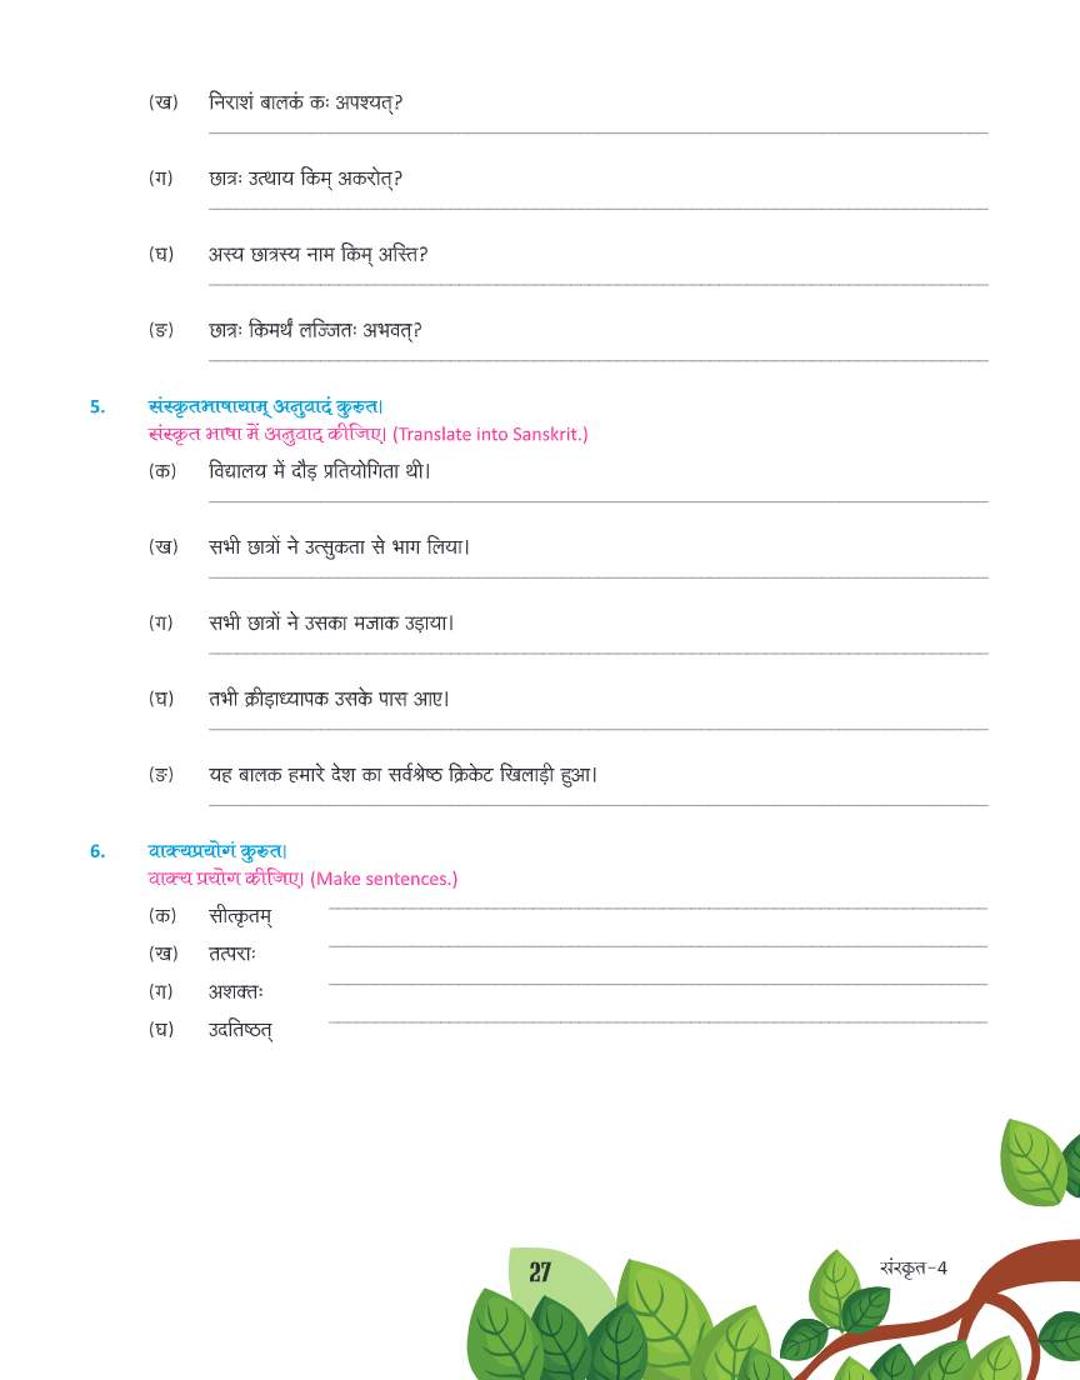 (ख) निराशं बालकं कः अपश्यत्?
(ग) छात्रः उत्थाय किम् अकरोत्?
(घ) अस्य छात्रस्य नाम किम् अस्ति?
(ङ) छात्रः किमर्थं लज्जितः अभवत्?
5. संस्कृतभाषायाम् अनुवादं कुरुत।
संस्कृत भाषा में अनुवाद कीजिए। (Translate into Sanskrit.)
(क) विद्यालय में दौड़ प्रतियोगिता थी।
(ख) सभी छात्रों ने उत्सुकता से भाग लिया।
(ग) सभी छात्रों ने उसका मजाक उड़ाया।
(घ) तभी क्रीड़ाध्यापक उसके पास आए।
(ङ) यह बालक हमारे देश का सर्वश्रेष्ठ क्रिकेट खिलाड़ी हुआ।
6. वाक्यप्रयोगं कुरुत।
वाक्य प्रयोग कीजिए। (Make sentences.)
(क) सीत्कृतम्
(ख) तत्पराः
(ग) अशक्तः
(घ) उदतिष्ठत्
27
संस्कृत-4